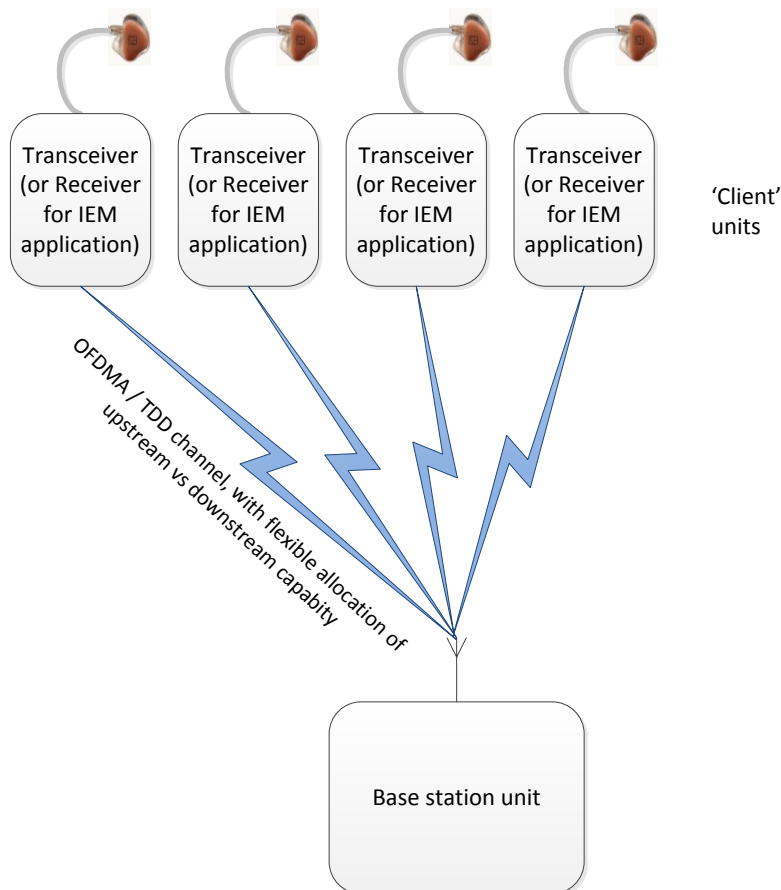 Transceiver
(or Receiver
for IEM
application)
Transceiver
(or Receiver
for IEM
application)
Transceiver
(or Receiver
for IEM
application)
Transceiver
(or Receiver
for IEM
application)
‘Client’
units
OFDMA / TDD channel, with flexible allocation of
upstream vs downstream capabity
Base station unit